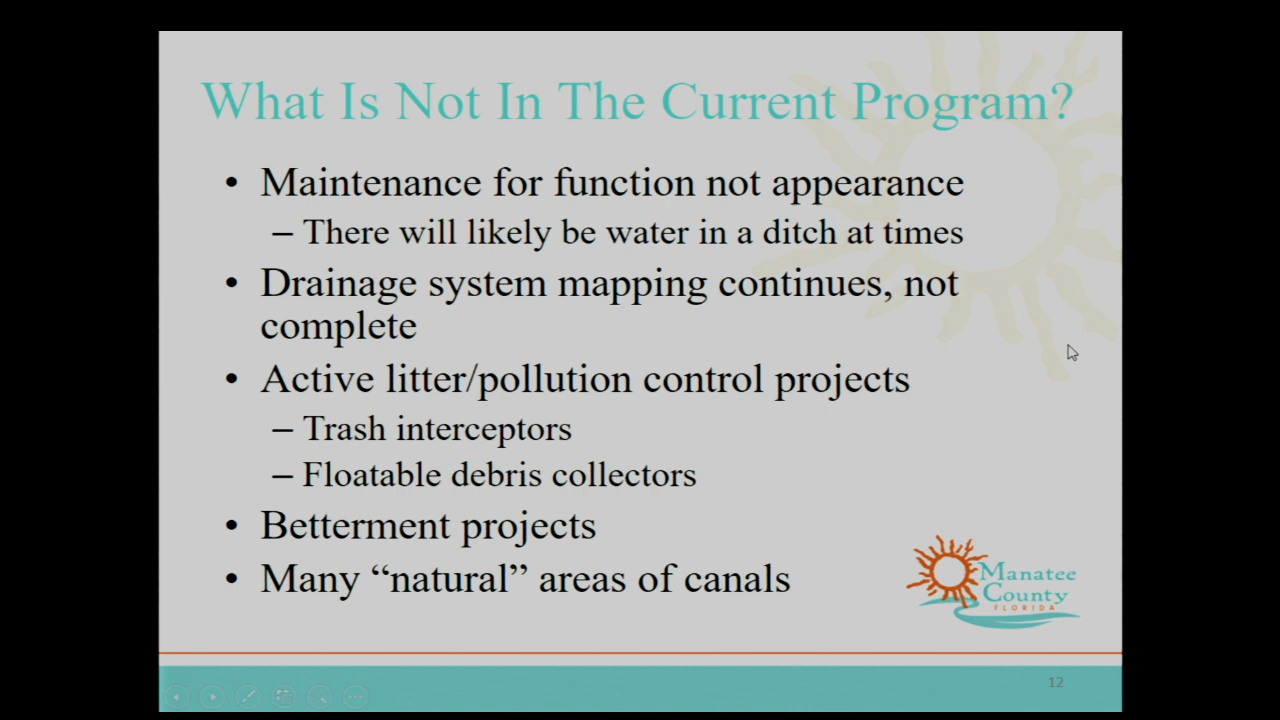 What Is Not In The Current Program?
• Maintenance for function not appearance
– There will likely be water in a ditch at times
• Drainage system mapping continues, not
complete
• Active litter/pollution control projects
– Trash interceptors
– Floatable debris collectors
• Betterment projects
• Many “natural” areas of canals
Manatee
County
FLORIDA
12